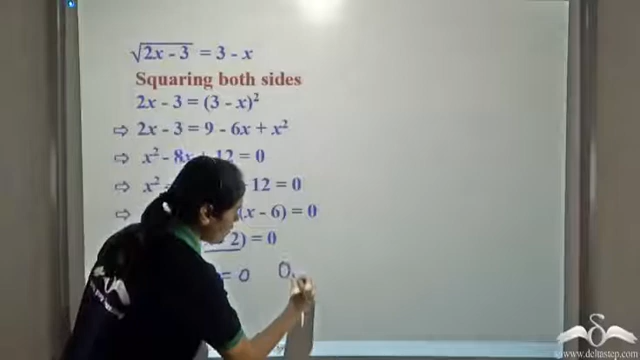 √2x - 3 = 3 - x
Squaring both sides
2x - 3 = (3 - x)²
⇨ 2x - 3 = 9 - 6x + x²
⇨ x² - 8x + 12 = 0
⇨ x² - 12 = 0
⇨ (x - 6) = 0
2) = 0
= 0
www.deltastep.com